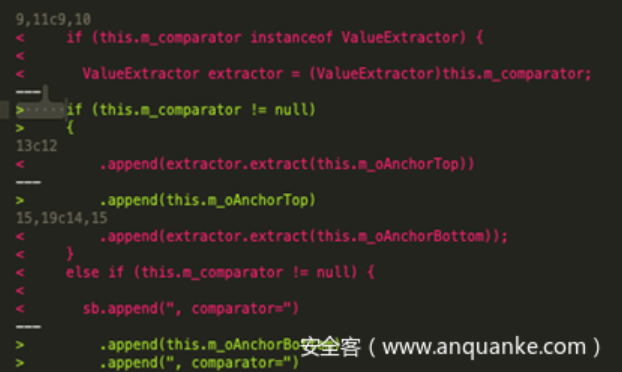 9,11c9,10
<     if (this.m_comparator instanceof ValueExtractor) {
<
<       ValueExtractor extractor = (ValueExtractor)this.m_comparator;
---
>     if (this.m_comparator != null)
>     {
13c12
<         .append(extractor.extract(this.m_oAnchorTop))
---
>         .append(this.m_oAnchorTop)
15,19c14,15
<         .append(extractor.extract(this.m_oAnchorBottom));
<     }
<     else if (this.m_comparator != null) {
<
<       sb.append(", comparator=")
---
>         .append(this.m_oAnchorBo
安全客（www.anquanke.com）
>         .append(", comparator=")